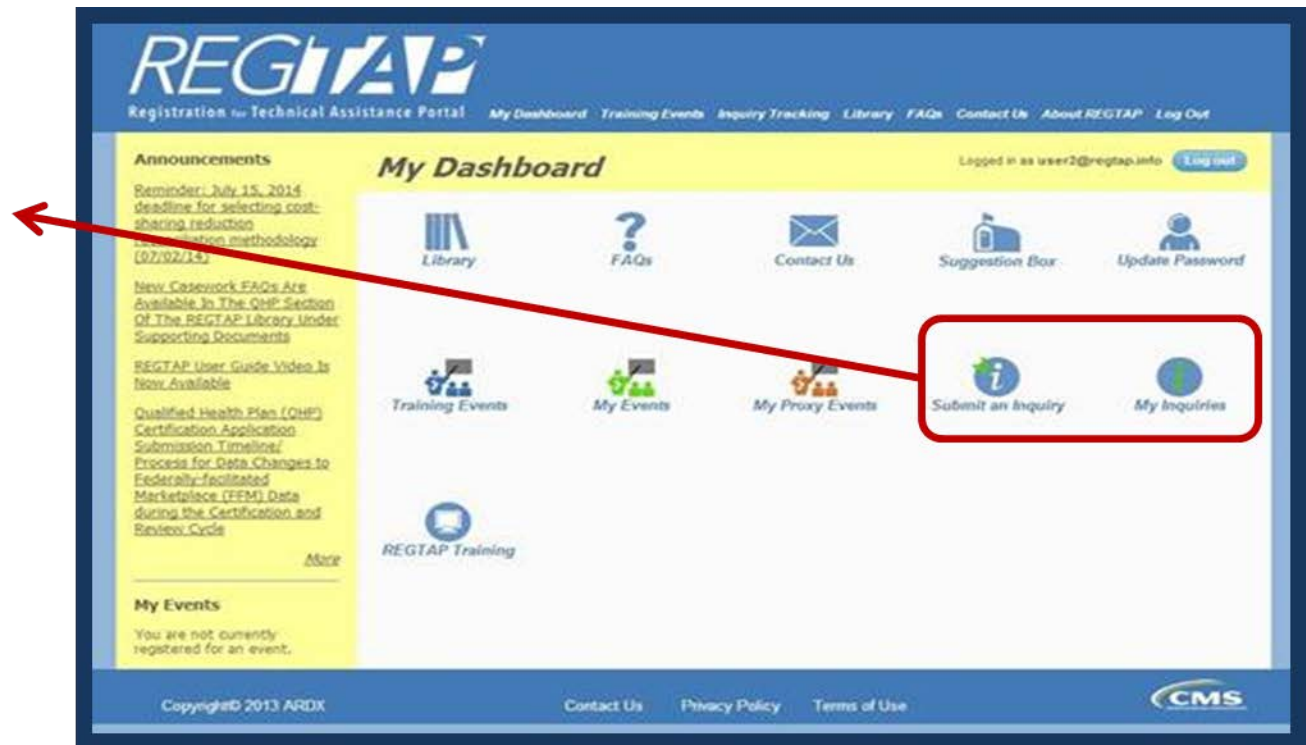 REGTAP
Registration for Technical Assistance Portal
My Dashboard Training Events Inquiry Tracking Library FAQs Contact Us About REGTAP Log Out
Announcements
Reminder: July 15, 2014
deadline for selecting cost-
sharing reduction
reconciliation methodology
(07/02/14)
New Casework FAQs Are
Available In The QHP Section
Of The REGTAP Library Under
Supporting Documents
REGTAP User Guide Video Is
Now Available
Qualified Health Plan (QHP)
Certification Application
Submission Timeline/
Process for Data Changes to
Federally-facilitated
Marketplace (FFM) Data
during the Certification and
Review Cycle
More
My Events
You are not currently
registered for an event.
My Dashboard
Logged in as user2@regtap.info Log out
Library FAQs Contact Us Suggestion Box Update Password
Training Events My Events My Proxy Events Submit an Inquiry My Inquiries
REGTAP Training
Copyright© 2013 ARDX Contact Us Privacy Policy Terms of Use CMS